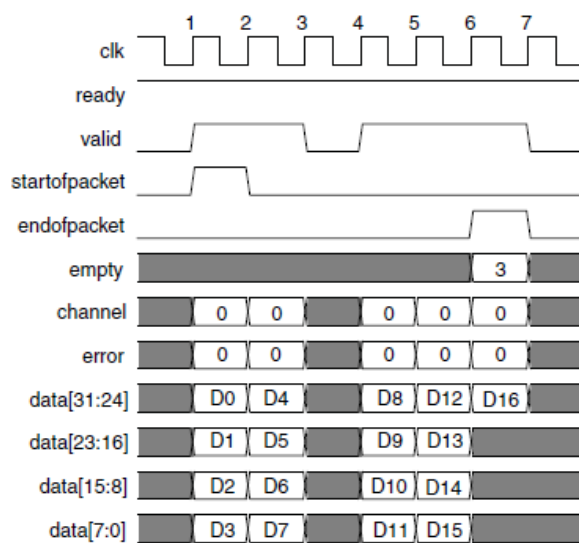 1 2 3 4 5 6 7
clk
ready
valid
startofpacket
endofpacket
empty 3
channel 0 0 0 0 0
error 0 0 0 0 0
data[31:24] D0 D4 D8 D12 D16
data[23:16] D1 D5 D9 D13
data[15:8] D2 D6 D10 D14
data[7:0] D3 D7 D11 D15